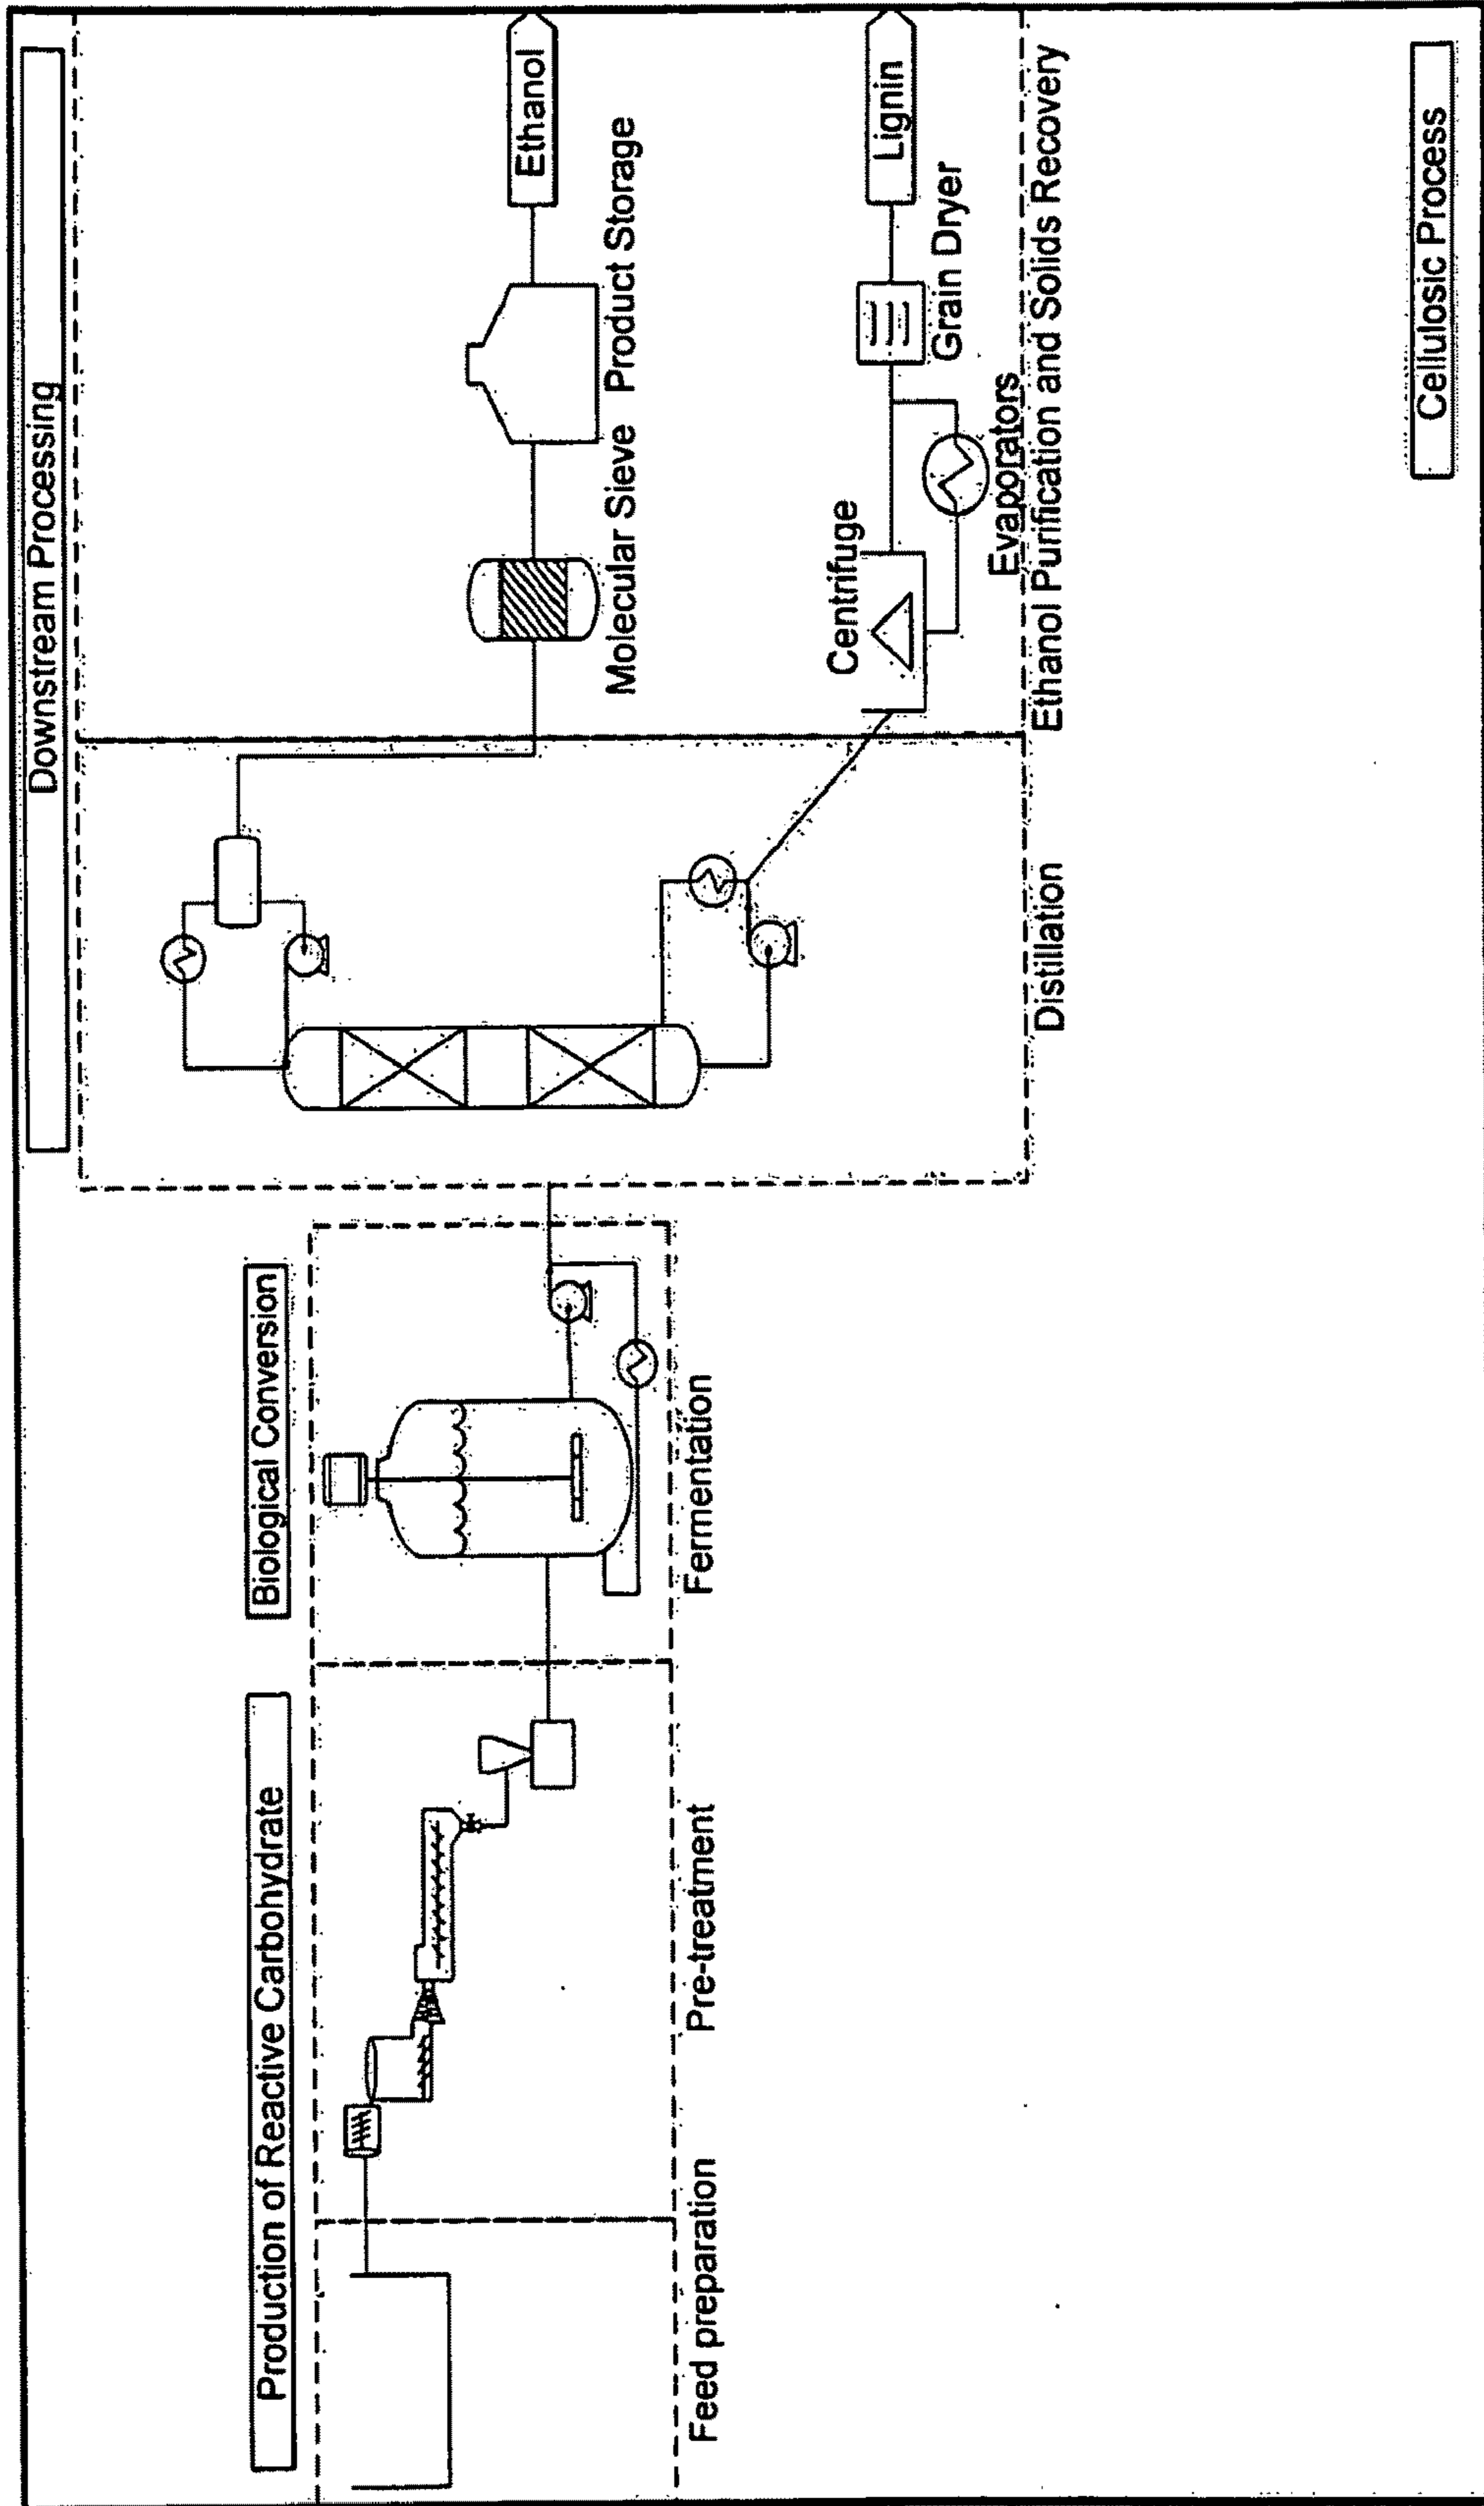 Production of Reactive Carbohydrate
Biological Conversion
Downstream Processing
Feed preparation
Pre-treatment
Fermentation
Distillation
Ethanol Purification and Solids Recovery
Molecular Sieve
Product Storage
Ethanol
Centrifuge
Evaporators
Grain Dryer
Lignin
Cellulosic Process